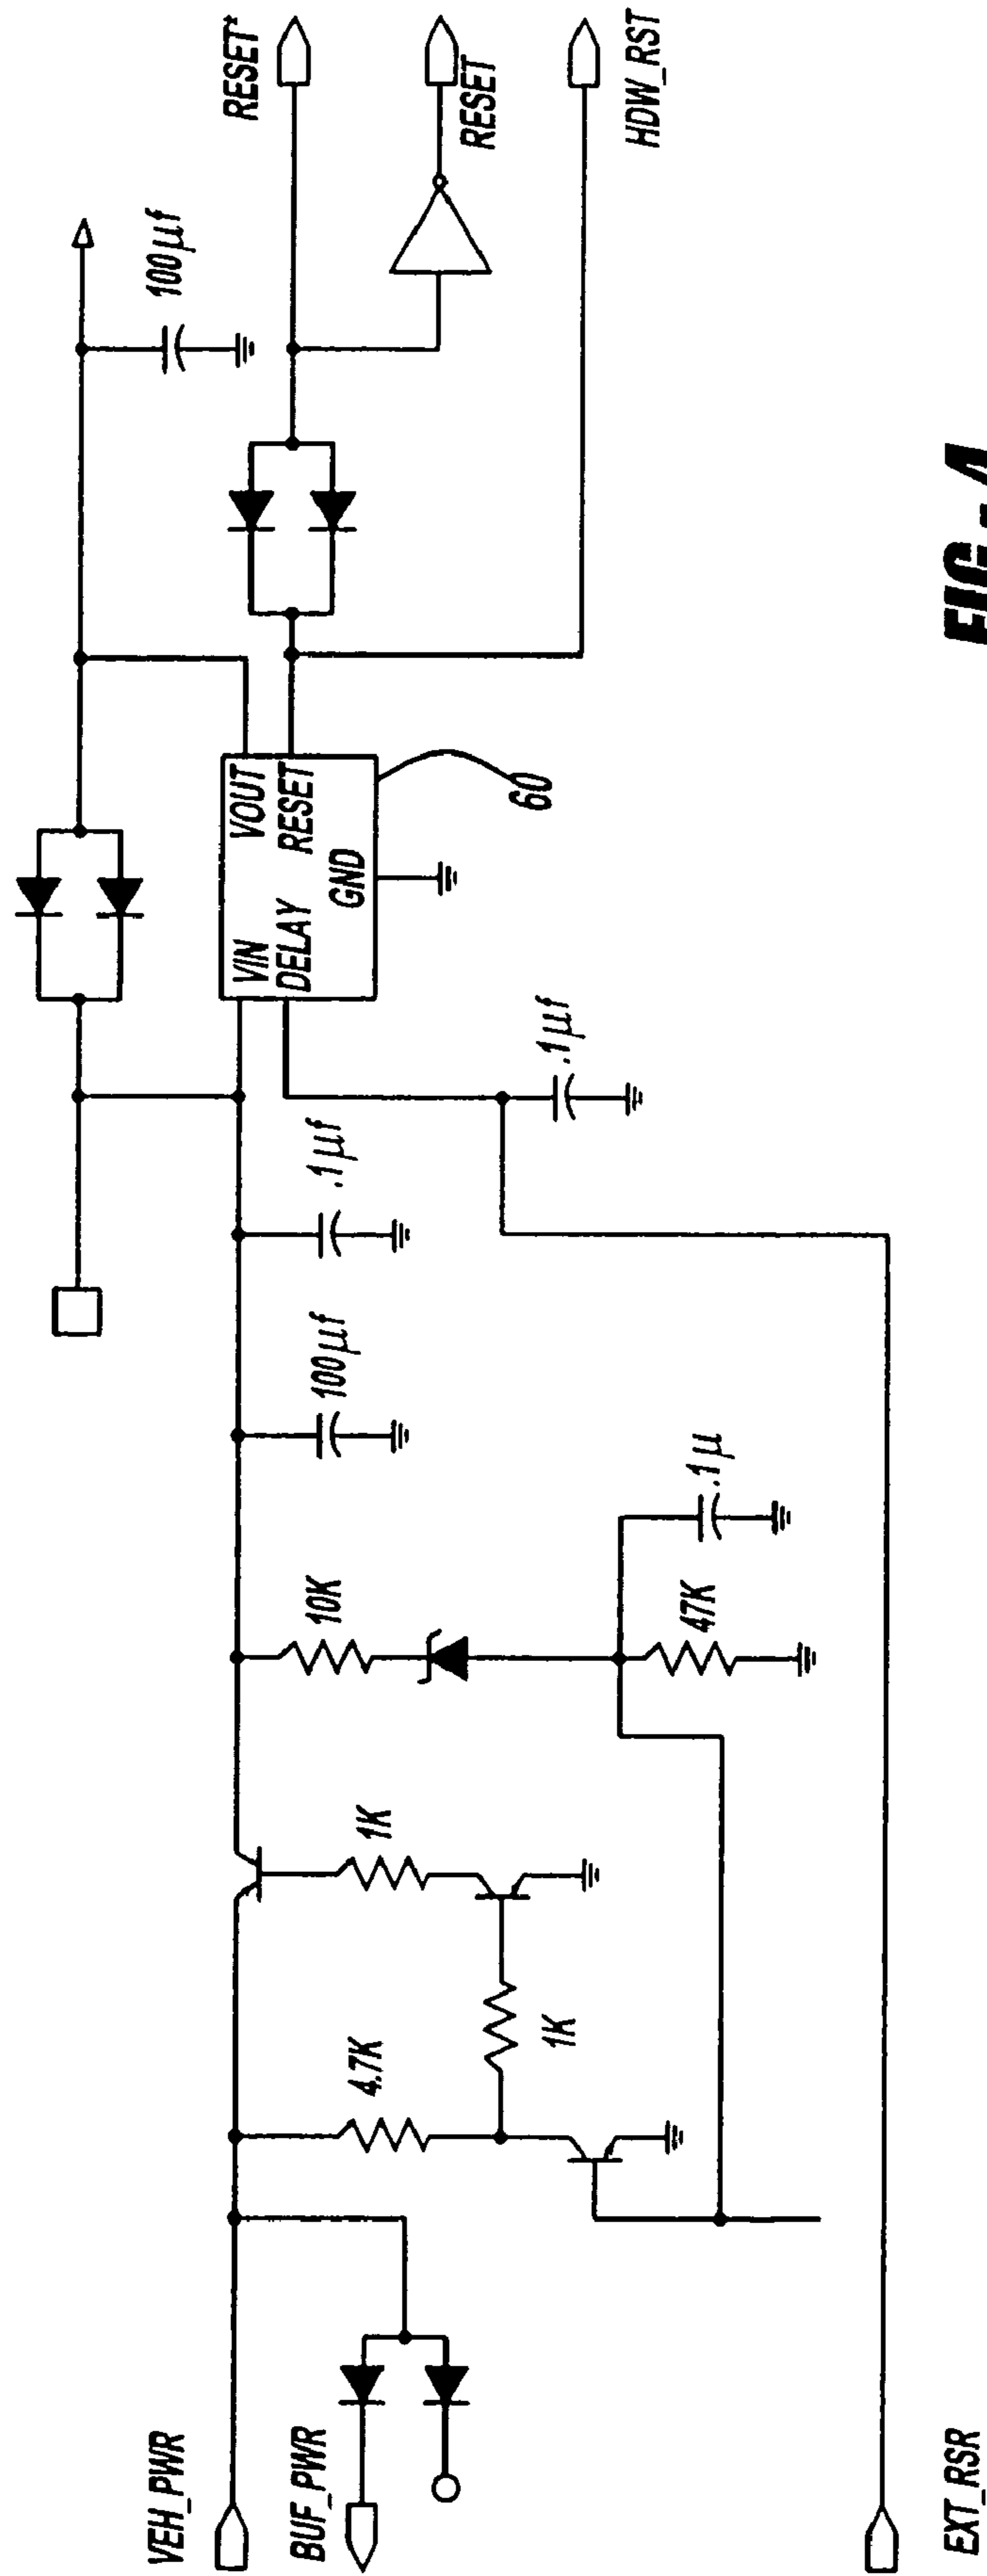 VEH_PWR
BUF_PWR
4.7K
1K
1K
10K
47K
.1μ
100μf
.1μf
.1μf
VIN
DELAY
VOUT
RESET
GND
60
100μf
RESET*
RESET
HDW_RST
EXT_RSR